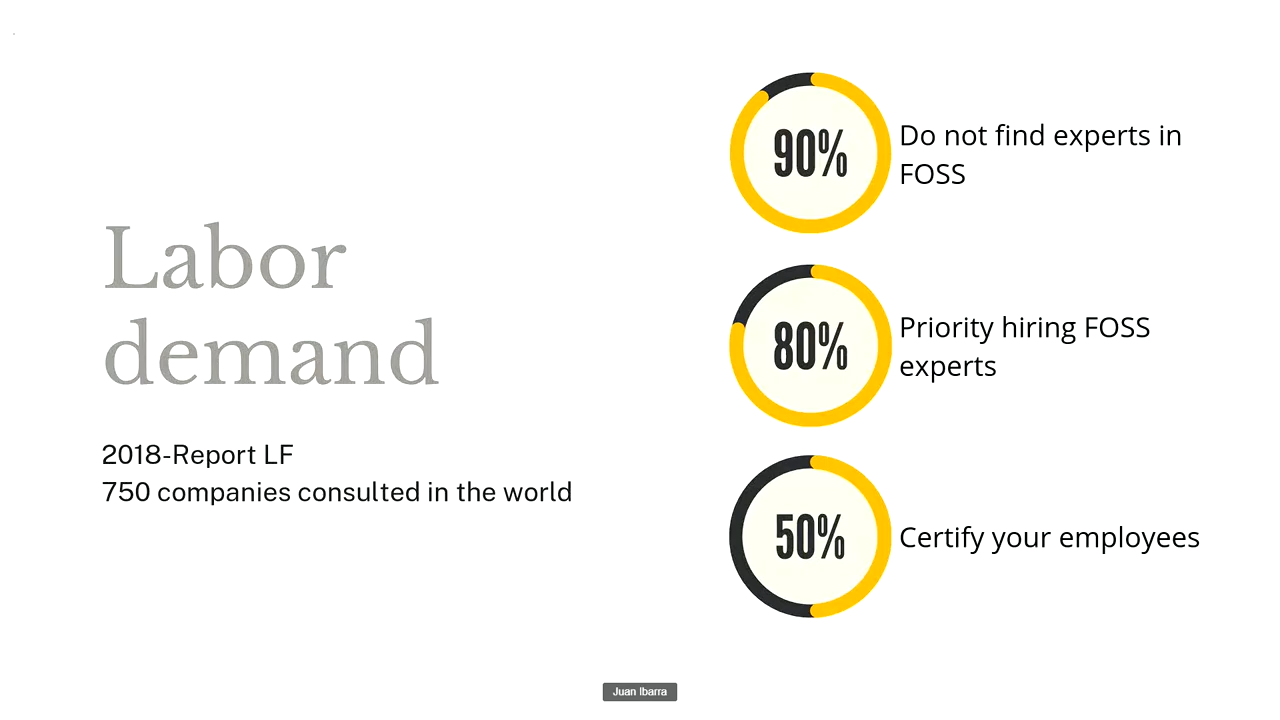 Labor
demand
2018-Report LF
750 companies consulted in the world
90%
Do not find experts in
FOSS
80%
Priority hiring FOSS
experts
50%
Certify your employees
Juan Ibarra